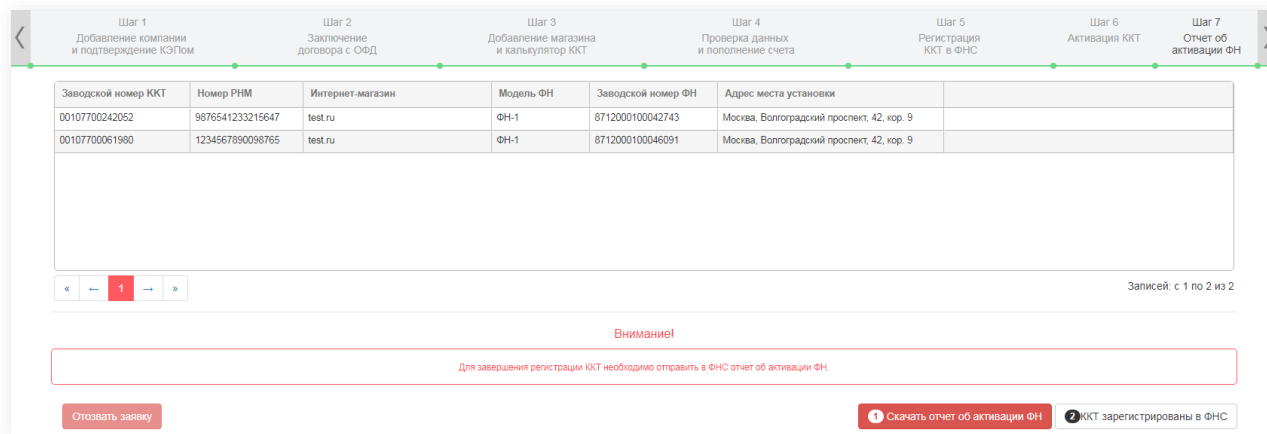 Шаг 1
Добавление компании
и подтверждение КЭПом
Шаг 2
Заключение
договора с ОФД
Шаг 3
Добавление магазина
и калькулятор ККТ
Шаг 4
Проверка данных
и пополнение счета
Шаг 5
Регистрация
ККТ в ФНС
Шаг 6
Активация ККТ
Шаг 7
Отчет об
активации ФН
Заводской номер ККТ Номер РНМ Интернет-магазин Модель ФН Заводской номер ФН Адрес места установки
00107700242052 9876541233215647 test.ru ФН-1 8712000100042743 Москва, Волгоградский проспект, 42, кор. 9
00107700061980 1234567890098765 test.ru ФН-1 8712000100046091 Москва, Волгоградский проспект, 42, кор. 9
« ← 1 → » Записей: с 1 по 2 из 2
Внимание!
Для завершения регистрации ККТ необходимо отправить в ФНС отчет об активации ФН.
Отозвать заявку 1 Скачать отчет об активации ФН 2 ККТ зарегистрированы в ФНС